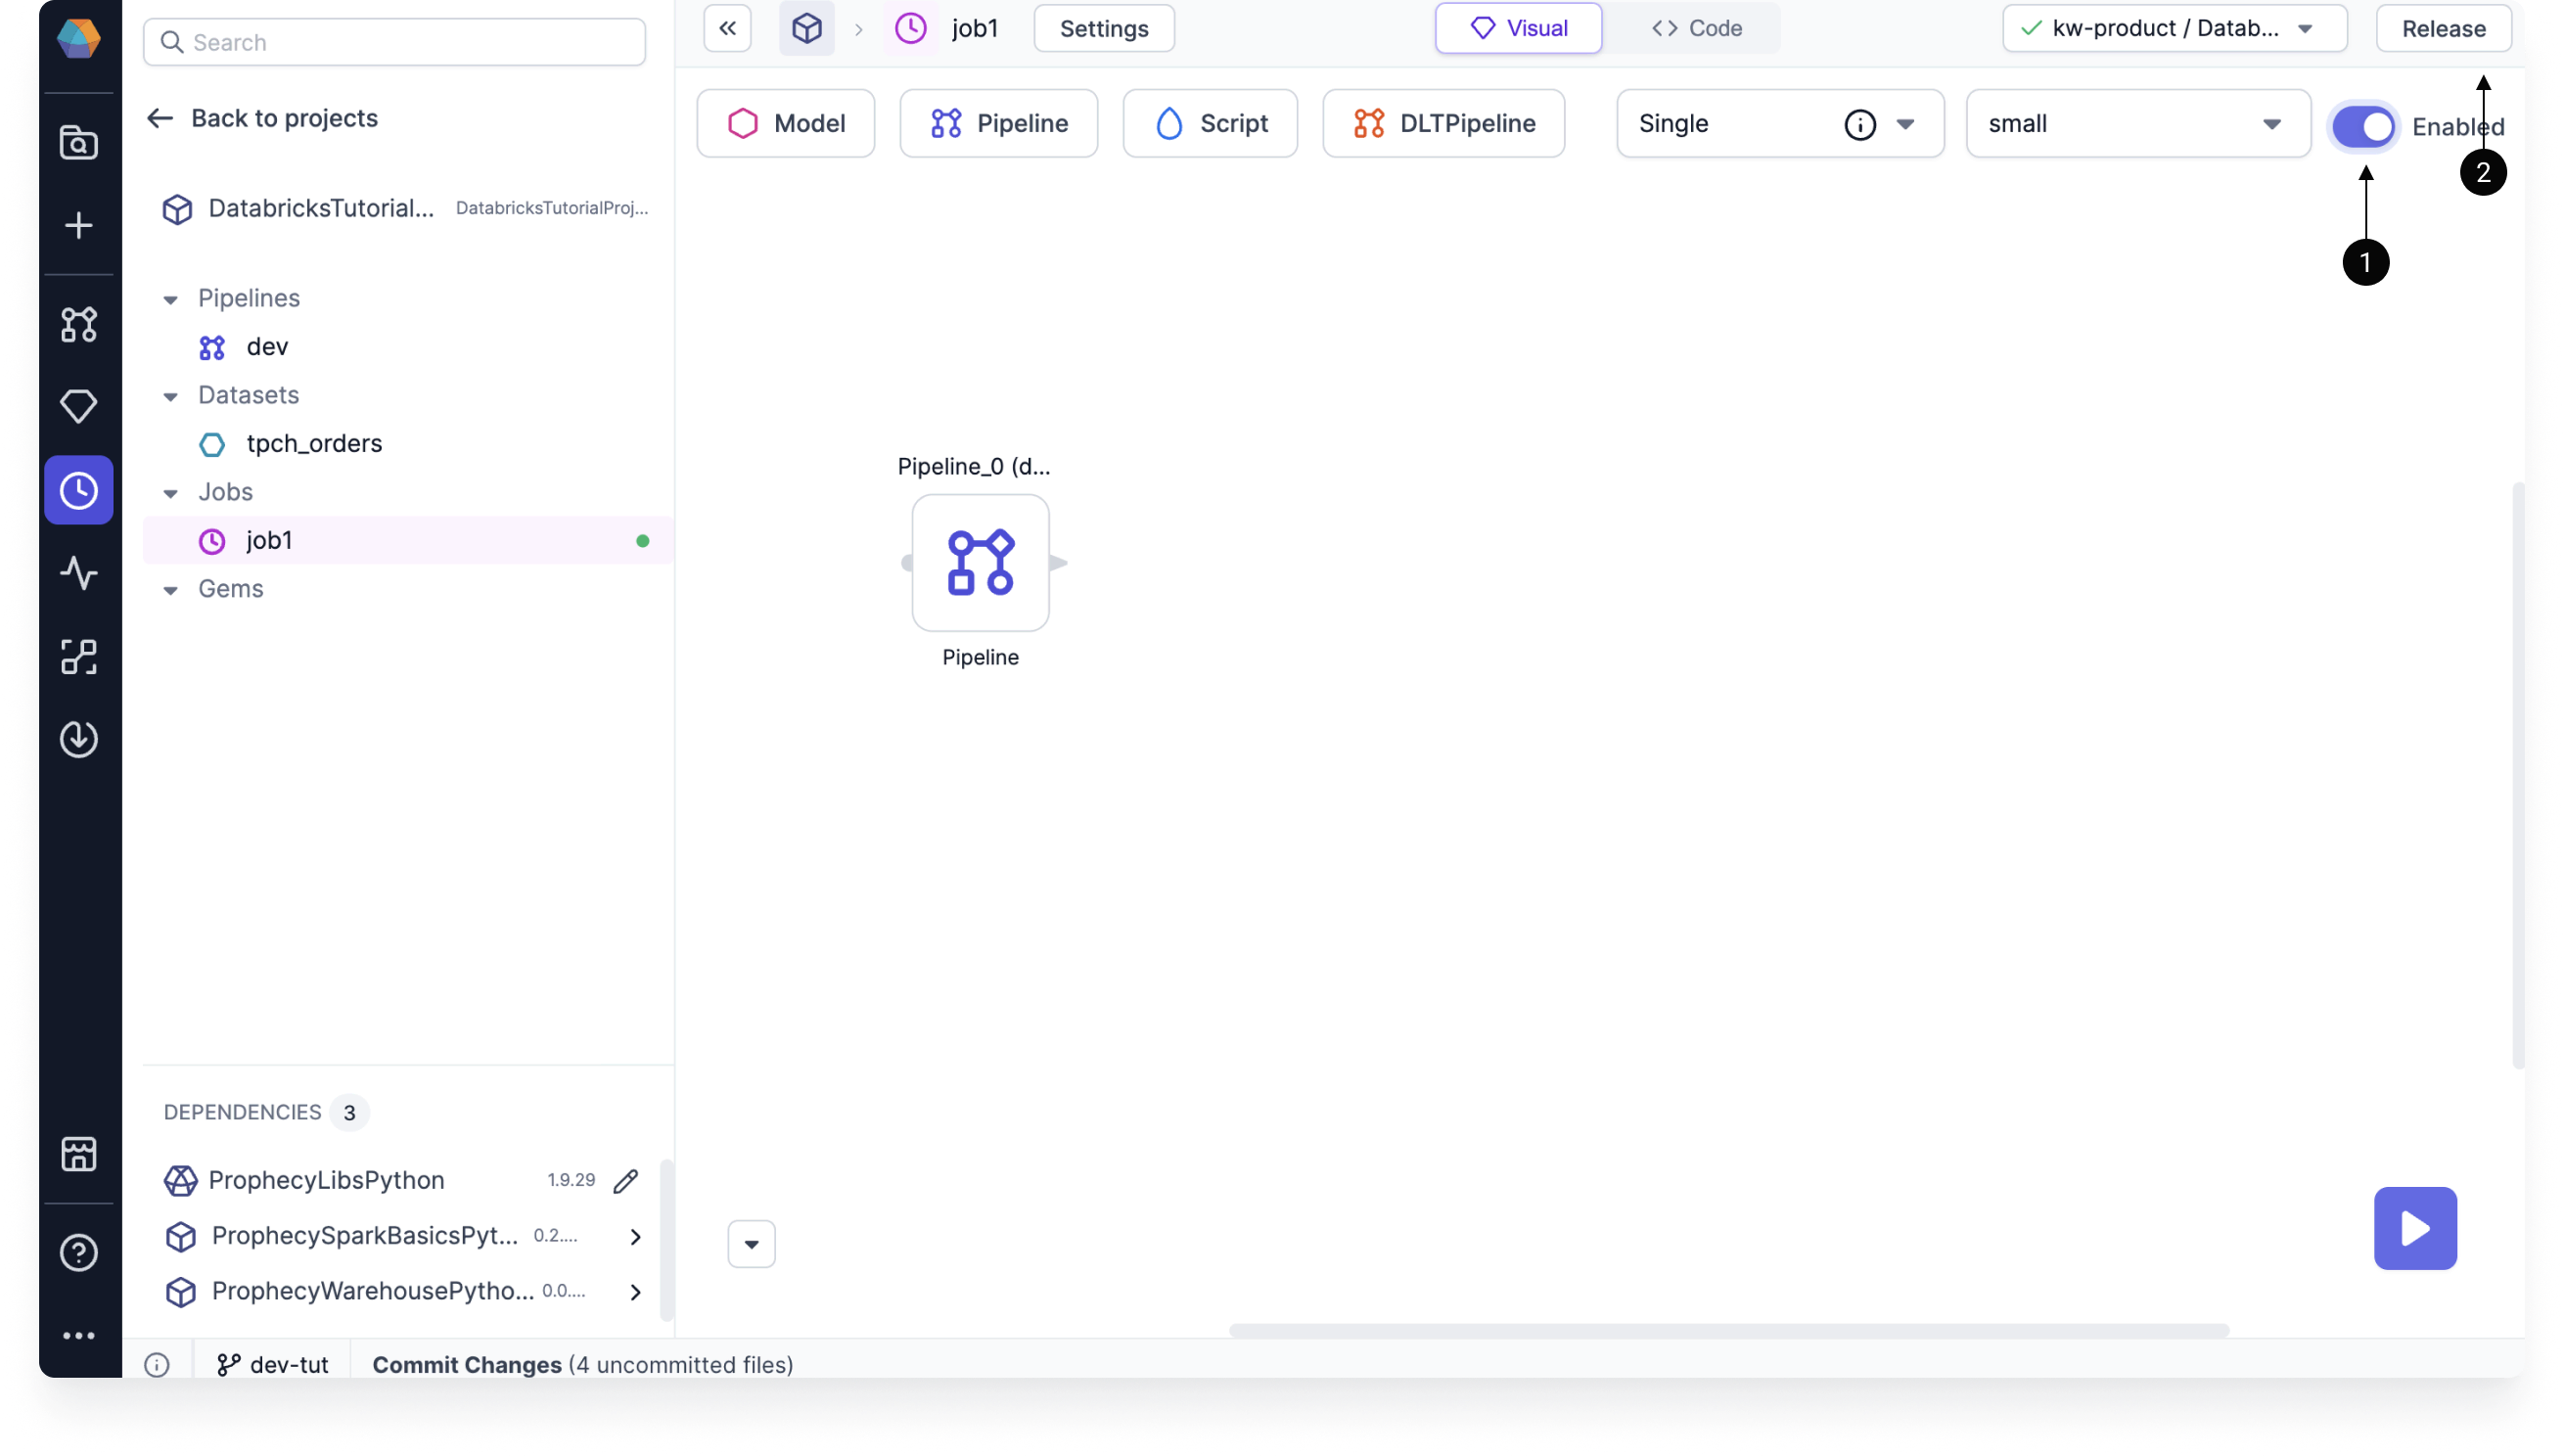 Search
Back to projects
DatabricksTutorial... DatabricksTutorialProj...
Pipelines
dev
Datasets
tpch_orders
Jobs
job1
Gems
DEPENDENCIES 3
ProphecyLibsPython 1.9.29
ProphecySparkBasicsPyt... 0.2....
ProphecyWarehousePytho... 0.0....
job1 Settings Visual Code kw-product / Datab... Release
Model Pipeline Script DLTPipeline Single small Enabled
2
1
Pipeline_0 (d...
Pipeline
dev-tut Commit Changes (4 uncommitted files)